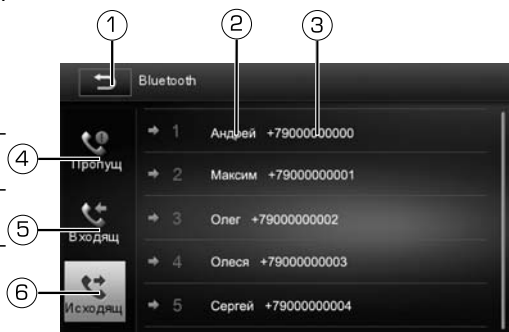 1 2 3
Bluetooth
1 Андрей +79000000000
4 Пропущ
2 Максим +79000000001
5 Входящ
3 Олег +79000000002
4 Олеся +79000000003
6 Исходящ
5 Сергей +79000000004